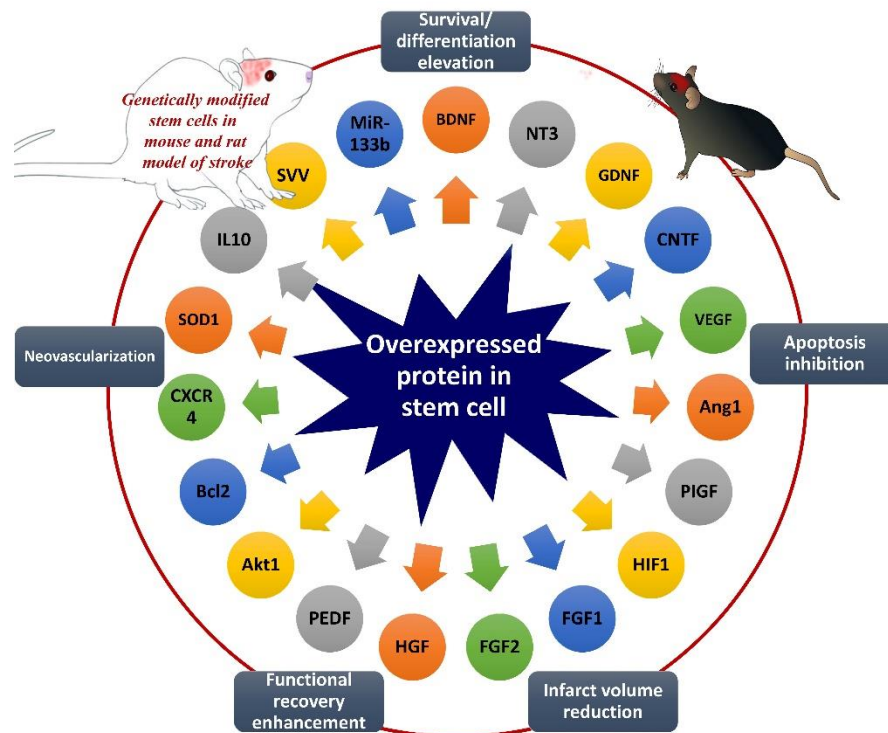 Survival/
differentiation
elevation
Genetically modified
stem cells in
mouse and rat
model of stroke
MiR-
133b
BDNF
NT3
SVV
GDNF
IL10
CNTF
SOD1
VEGF
Neovascularization
Overexpressed
protein in
stem cell
Apoptosis
inhibition
CXCR
4
Ang1
Bcl2
PIGF
Akt1
HIF1
PEDF
FGF1
HGF
FGF2
Functional
recovery
enhancement
Infarct volume
reduction